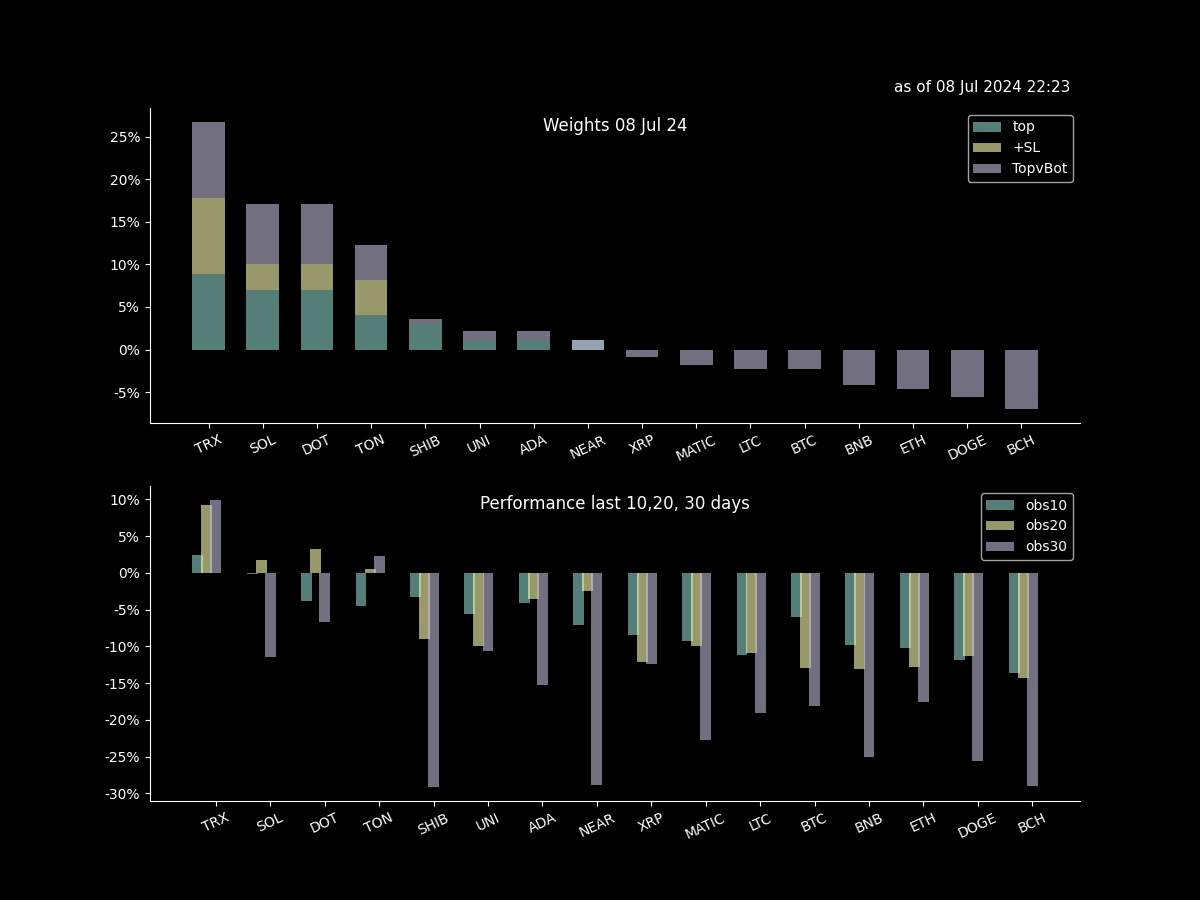 as of 08 Jul 2024 22:23
Weights 08 Jul 24
top
+SL
TopvBot
25%
20%
15%
10%
5%
0%
-5%
TRX SOL DOT TON SHIB UNI ADA NEAR XRP MATIC LTC BTC BNB ETH DOGE BCH
Performance last 10,20, 30 days
obs10
obs20
obs30
10%
5%
0%
-5%
-10%
-15%
-20%
-25%
-30%
TRX SOL DOT TON SHIB UNI ADA NEAR XRP MATIC LTC BTC BNB ETH DOGE BCH